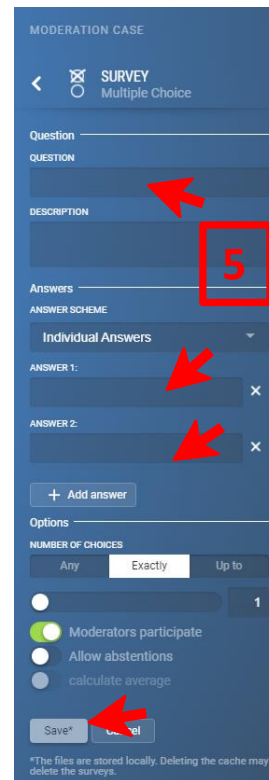 MODERATION CASE
SURVEY
Multiple Choice
Question
QUESTION
DESCRIPTION
5
Answers
ANSWER SCHEME
Individual Answers
ANSWER 1:
ANSWER 2:
+ Add answer
Options
NUMBER OF CHOICES
Any Exactly Up to
1
Moderators participate
Allow abstentions
calculate average
Save* Cancel
*The files are stored locally. Deleting the cache may
delete the surveys.